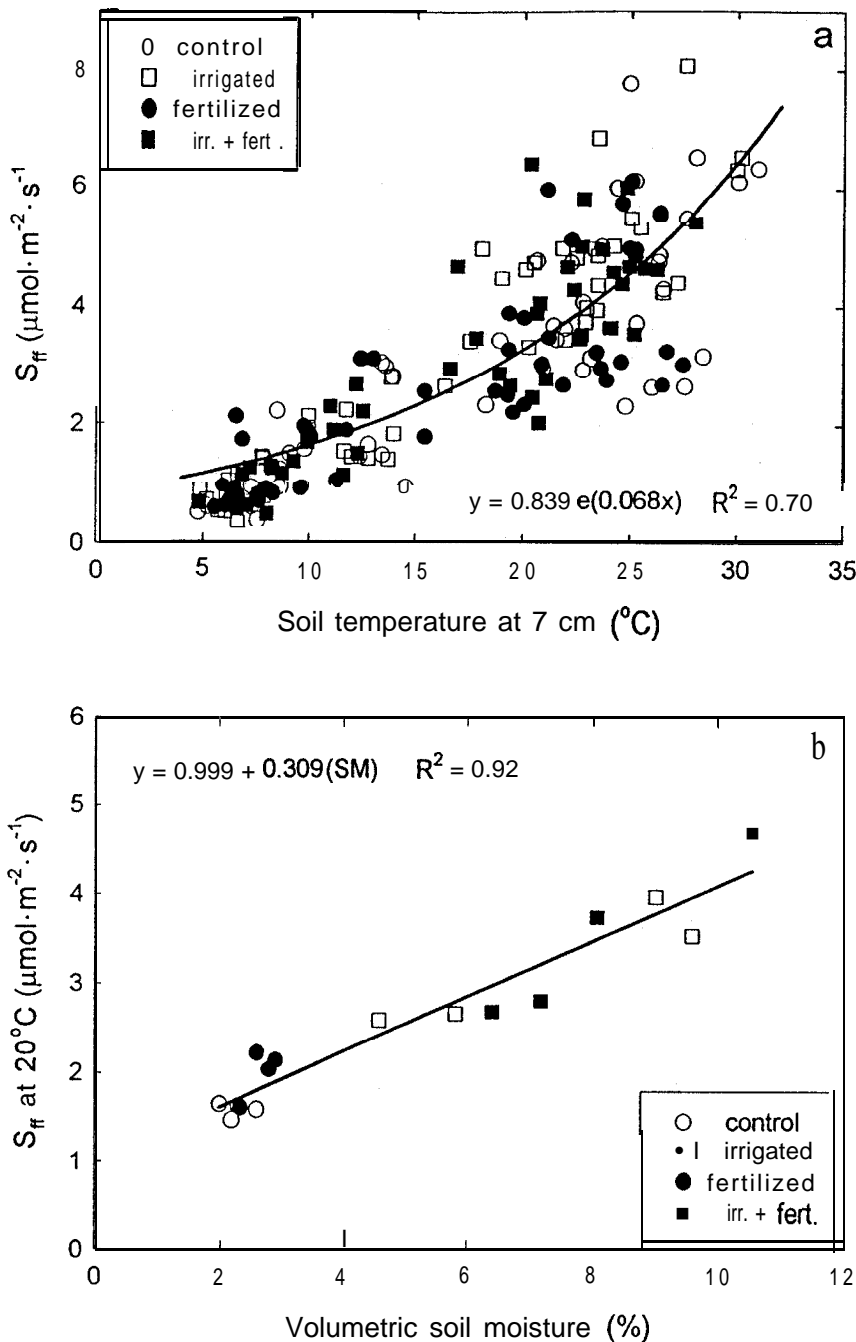 a
0 control
□ irrigated
● fertilized
■ irr. + fert .
8
6
4
2
0
S_ff (μmol·m⁻²·s⁻¹)
y = 0.839 e(0.068x) R² = 0.70
0 5 10 15 20 25 30 35
Soil temperature at 7 cm (°C)
b
y = 0.999 + 0.309(SM) R² = 0.92
6
5
4
3
2
1
0
S_ff at 20°C (μmol·m⁻²·s⁻¹)
○ control
• I irrigated
● fertilized
■ irr. + fert.
0 2 4 6 8 10 12
Volumetric soil moisture (%)